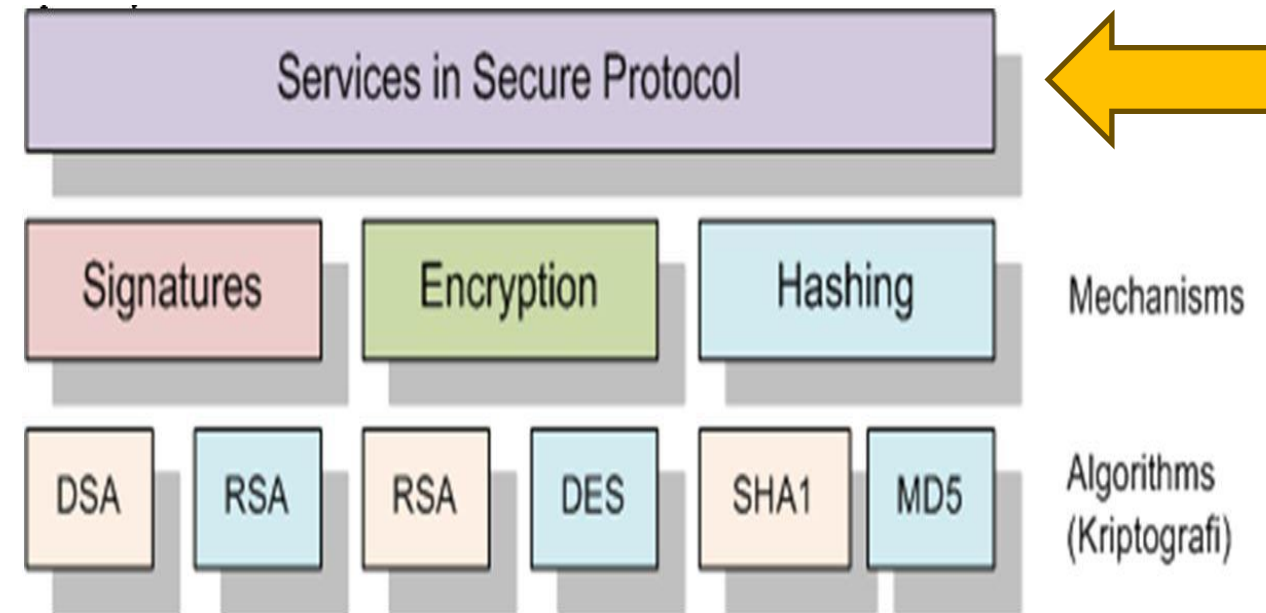 Services in Secure Protocol
Signatures
Encryption
Hashing
Mechanisms
DSA
RSA
RSA
DES
SHA1
MD5
Algorithms
(Kriptografi)